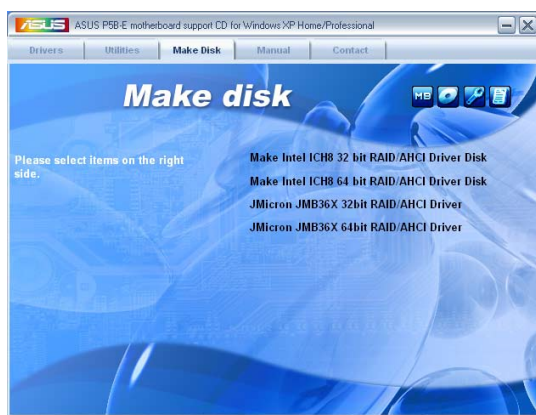 ASUS ASUS P5B-E motherboard support CD for Windows XP Home/Professional
Drivers Utilities Make Disk Manual Contact
Make disk
MB
Please select items on the right
side.
Make Intel ICH8 32 bit RAID/AHCI Driver Disk
Make Intel ICH8 64 bit RAID/AHCI Driver Disk
JMicron JMB36X 32bit RAID/AHCI Driver
JMicron JMB36X 64bit RAID/AHCI Driver